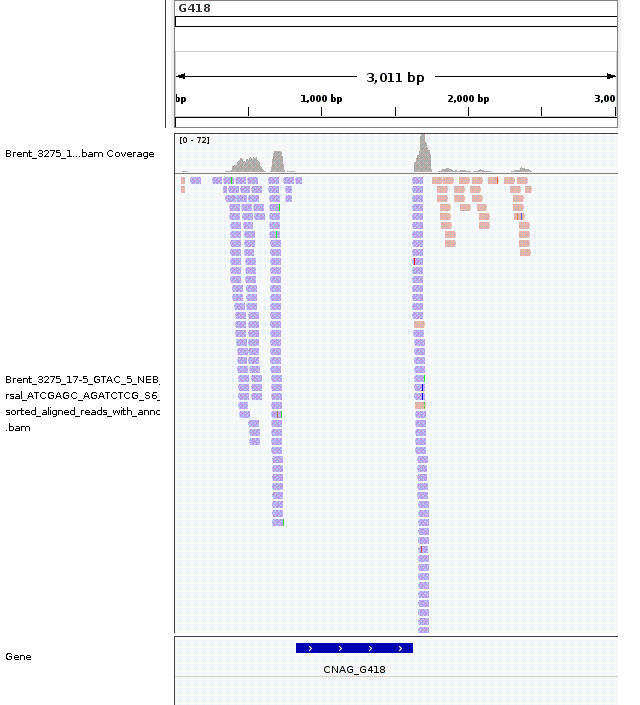 G418
3,011 bp
bp 1,000 bp 2,000 bp 3,00
[0 - 72]
Brent_3275_1...bam Coverage
Brent_3275_17-5_GTAC_5_NEB_
rsal_ATCGAGC_AGATCTCG_S6_
sorted_aligned_reads_with_annc
.bam
Gene
CNAG_G418